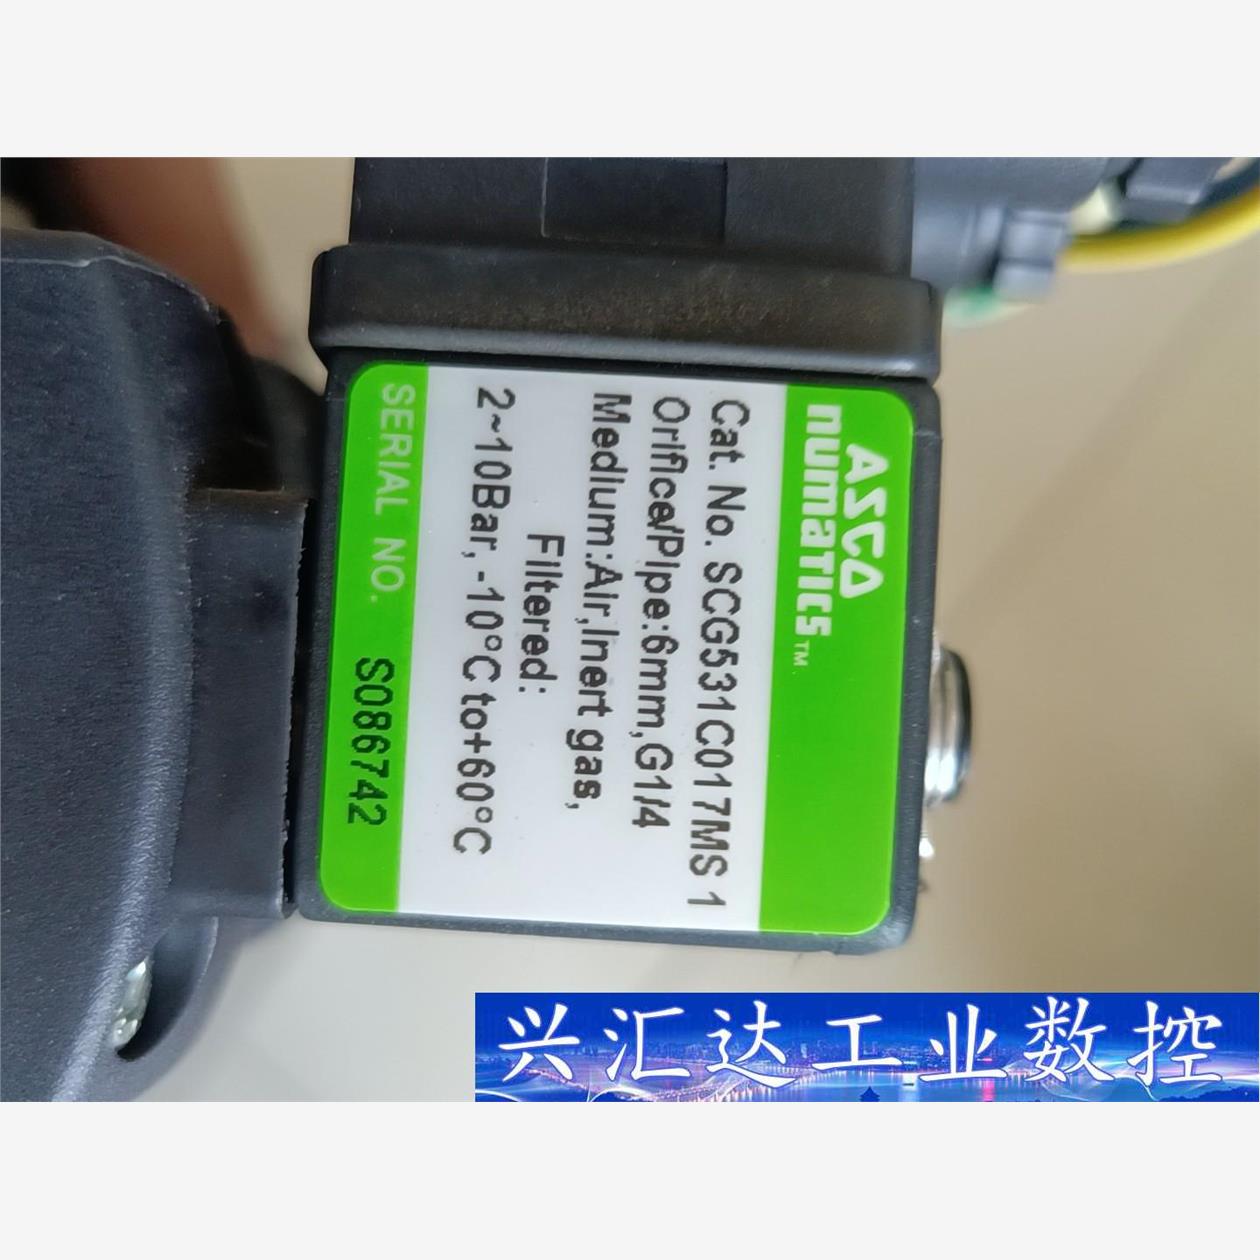 ASCO
numatics™
Cat. No. SCG531C017MS 1
Orifice/Pipe:6mm,G1/4
Medium:Air,Inert gas,
Filtered:
2~10Bar, -10°C to+60°C
SERIAL NO. S086742
兴汇达工业数控